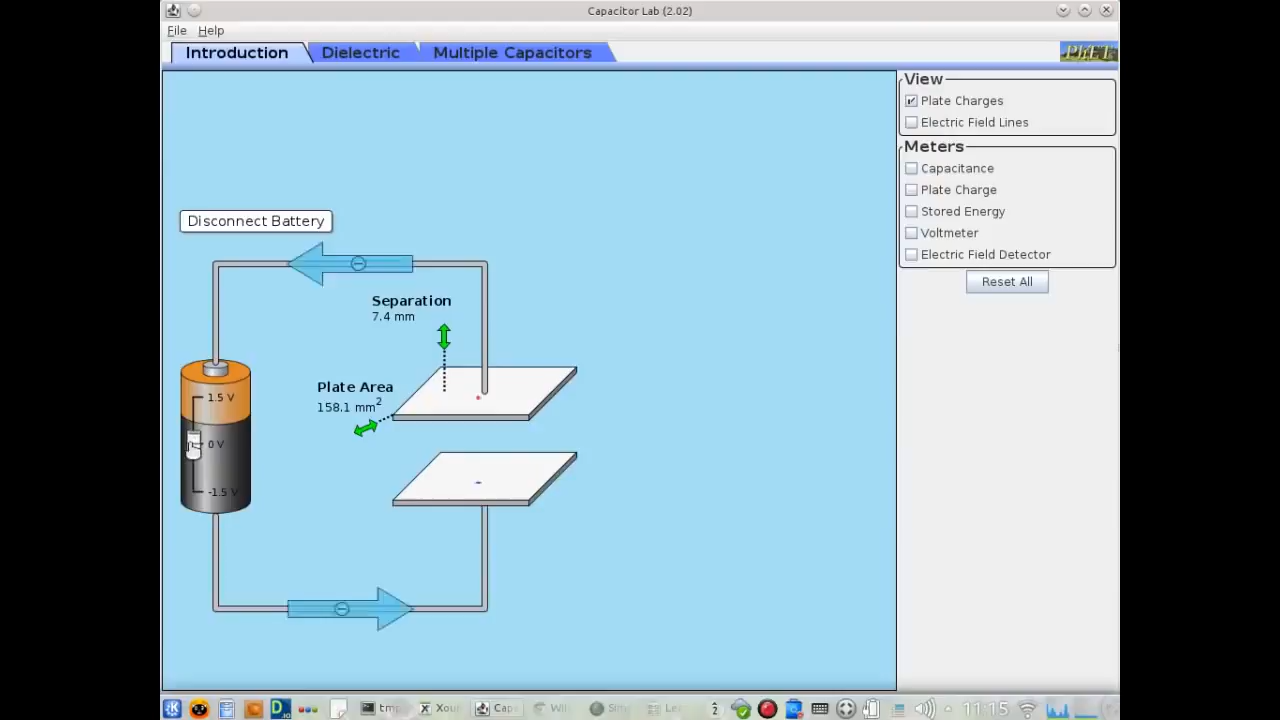 Capacitor Lab (2.02)
File Help
Introduction Dielectric Multiple Capacitors
PhET
View
Plate Charges
Electric Field Lines
Meters
Capacitance
Plate Charge
Stored Energy
Voltmeter
Electric Field Detector
Reset All
Disconnect Battery
Separation
7.4 mm
Plate Area
158.1 mm²
1.5 V
0 V
-1.5 V
11:15